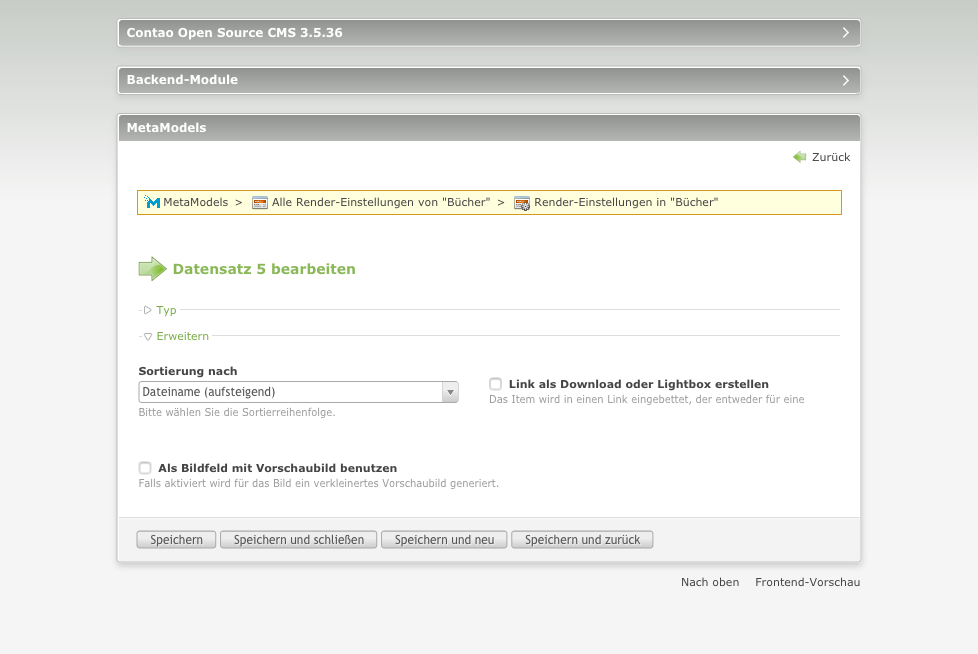 Contao Open Source CMS 3.5.36
Backend-Module
MetaModels
Zurück
MetaModels > Alle Render-Einstellungen von "Bücher" > Render-Einstellungen in "Bücher"
Datensatz 5 bearbeiten
Typ
Erweitern
Sortierung nach
Dateiname (aufsteigend)
Bitte wählen Sie die Sortierreihenfolge.
Link als Download oder Lightbox erstellen
Das Item wird in einen Link eingebettet, der entweder für eine
Als Bildfeld mit Vorschaubild benutzen
Falls aktiviert wird für das Bild ein verkleinertes Vorschaubild generiert.
Speichern Speichern und schließen Speichern und neu Speichern und zurück
Nach oben Frontend-Vorschau